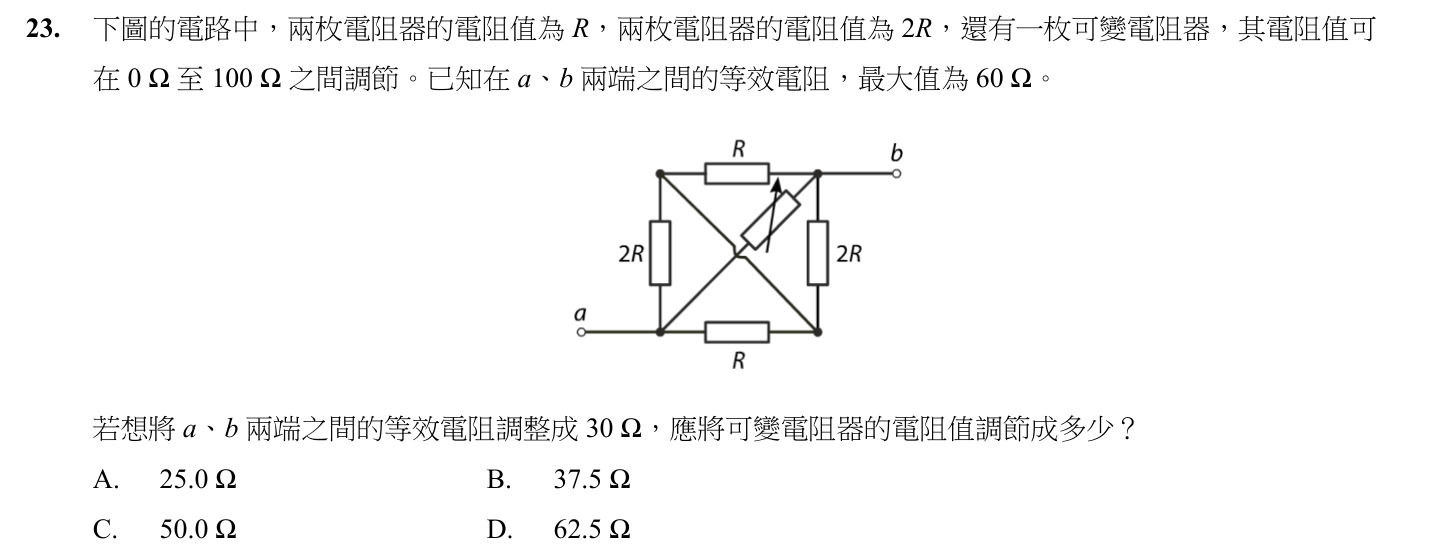 23. 下圖的電路中，兩枚電阻器的電阻值為 R，兩枚電阻器的電阻值為 2R，還有一枚可變電阻器，其電阻值可
在 0 Ω 至 100 Ω 之間調節。已知在 a、b 兩端之間的等效電阻，最大值為 60 Ω。
R
b
2R
2R
a
R
若想將 a、b 兩端之間的等效電阻調整成 30 Ω，應將可變電阻器的電阻值調節成多少？
A. 25.0 Ω B. 37.5 Ω
C. 50.0 Ω D. 62.5 Ω